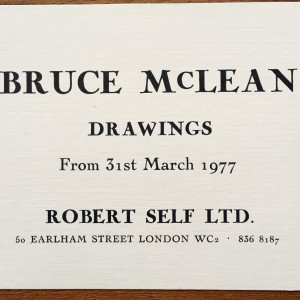 BRUCE McLEAN
DRAWINGS
From 31st March 1977
ROBERT SELF LTD.
50 EARLHAM STREET LONDON WC2 · 836 8187